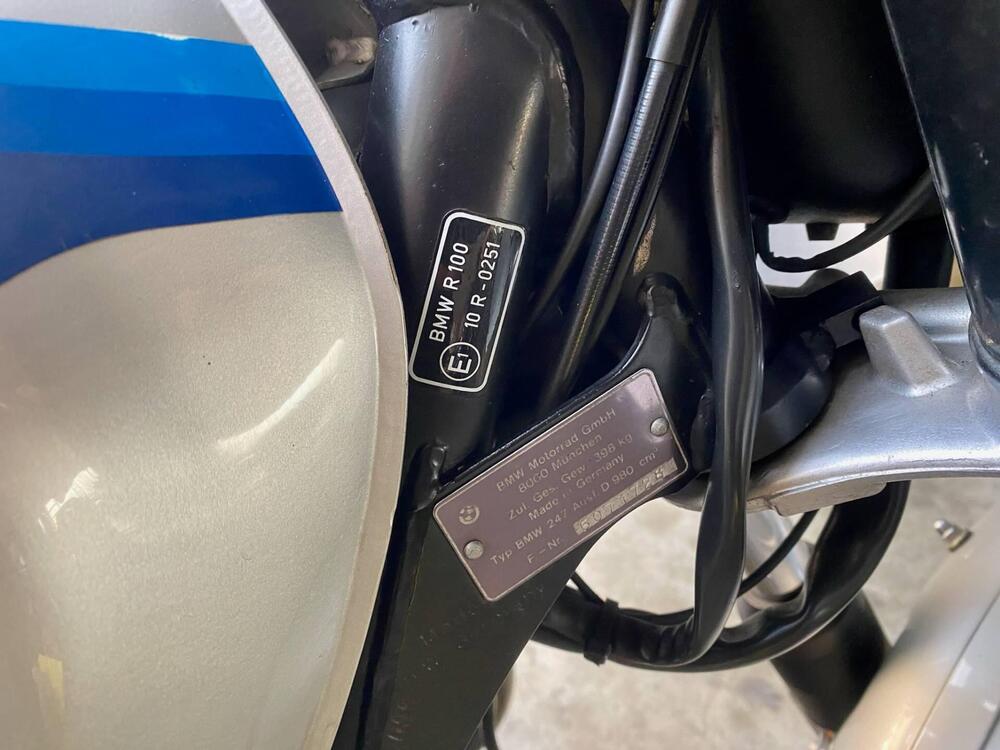 BMW R 100
E1 10 R-0251
BMW Motorrad GmbH
8000 München
Zul. Ges. Gew. 398 kg
Made in Germany
Typ BMW 247 Ausf. D 980 cm³
F-Nr.